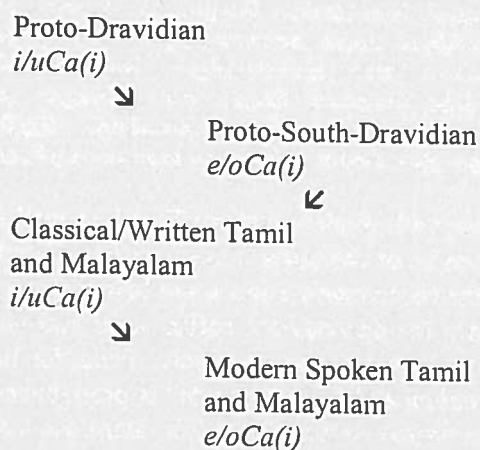 Proto-Dravidian
i/uCa(i)
↘
Proto-South-Dravidian
e/oCa(i)
↙
Classical/Written Tamil
and Malayalam
i/uCa(i)
↘
Modern Spoken Tamil
and Malayalam
e/oCa(i)